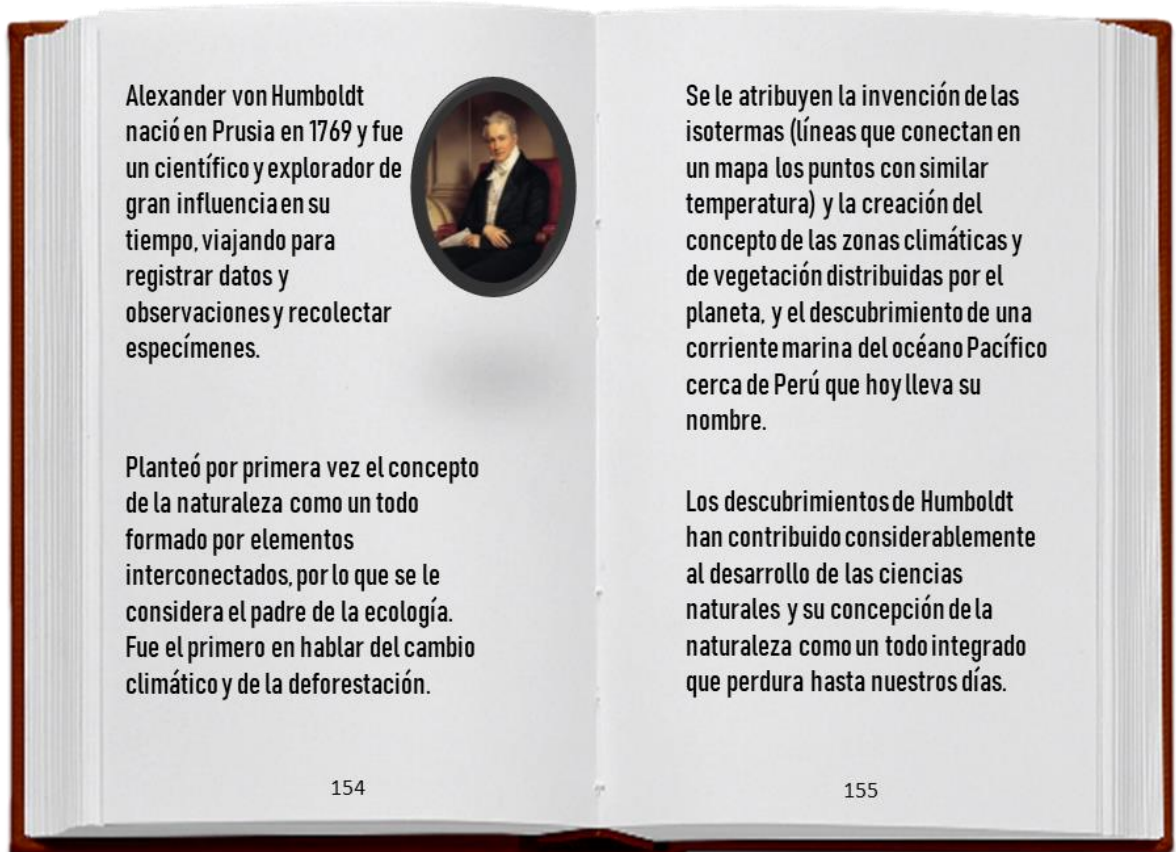 Alexander von Humboldt
nació en Prusia en 1769 y fue
un científico y explorador de
gran influencia en su
tiempo, viajando para
registrar datos y
observaciones y recolectar
especímenes.
Planteó por primera vez el concepto
de la naturaleza como un todo
formado por elementos
interconectados, por lo que se le
considera el padre de la ecología.
Fue el primero en hablar del cambio
climático y de la deforestación.
154
Se le atribuyen la invención de las
isotermas (líneas que conectan en
un mapa los puntos con similar
temperatura) y la creación del
concepto de las zonas climáticas y
de vegetación distribuidas por el
planeta, y el descubrimiento de una
corriente marina del océano Pacífico
cerca de Perú que hoy lleva su
nombre.
Los descubrimientos de Humboldt
han contribuido considerablemente
al desarrollo de las ciencias
naturales y su concepción de la
naturaleza como un todo integrado
que perdura hasta nuestros días.
155